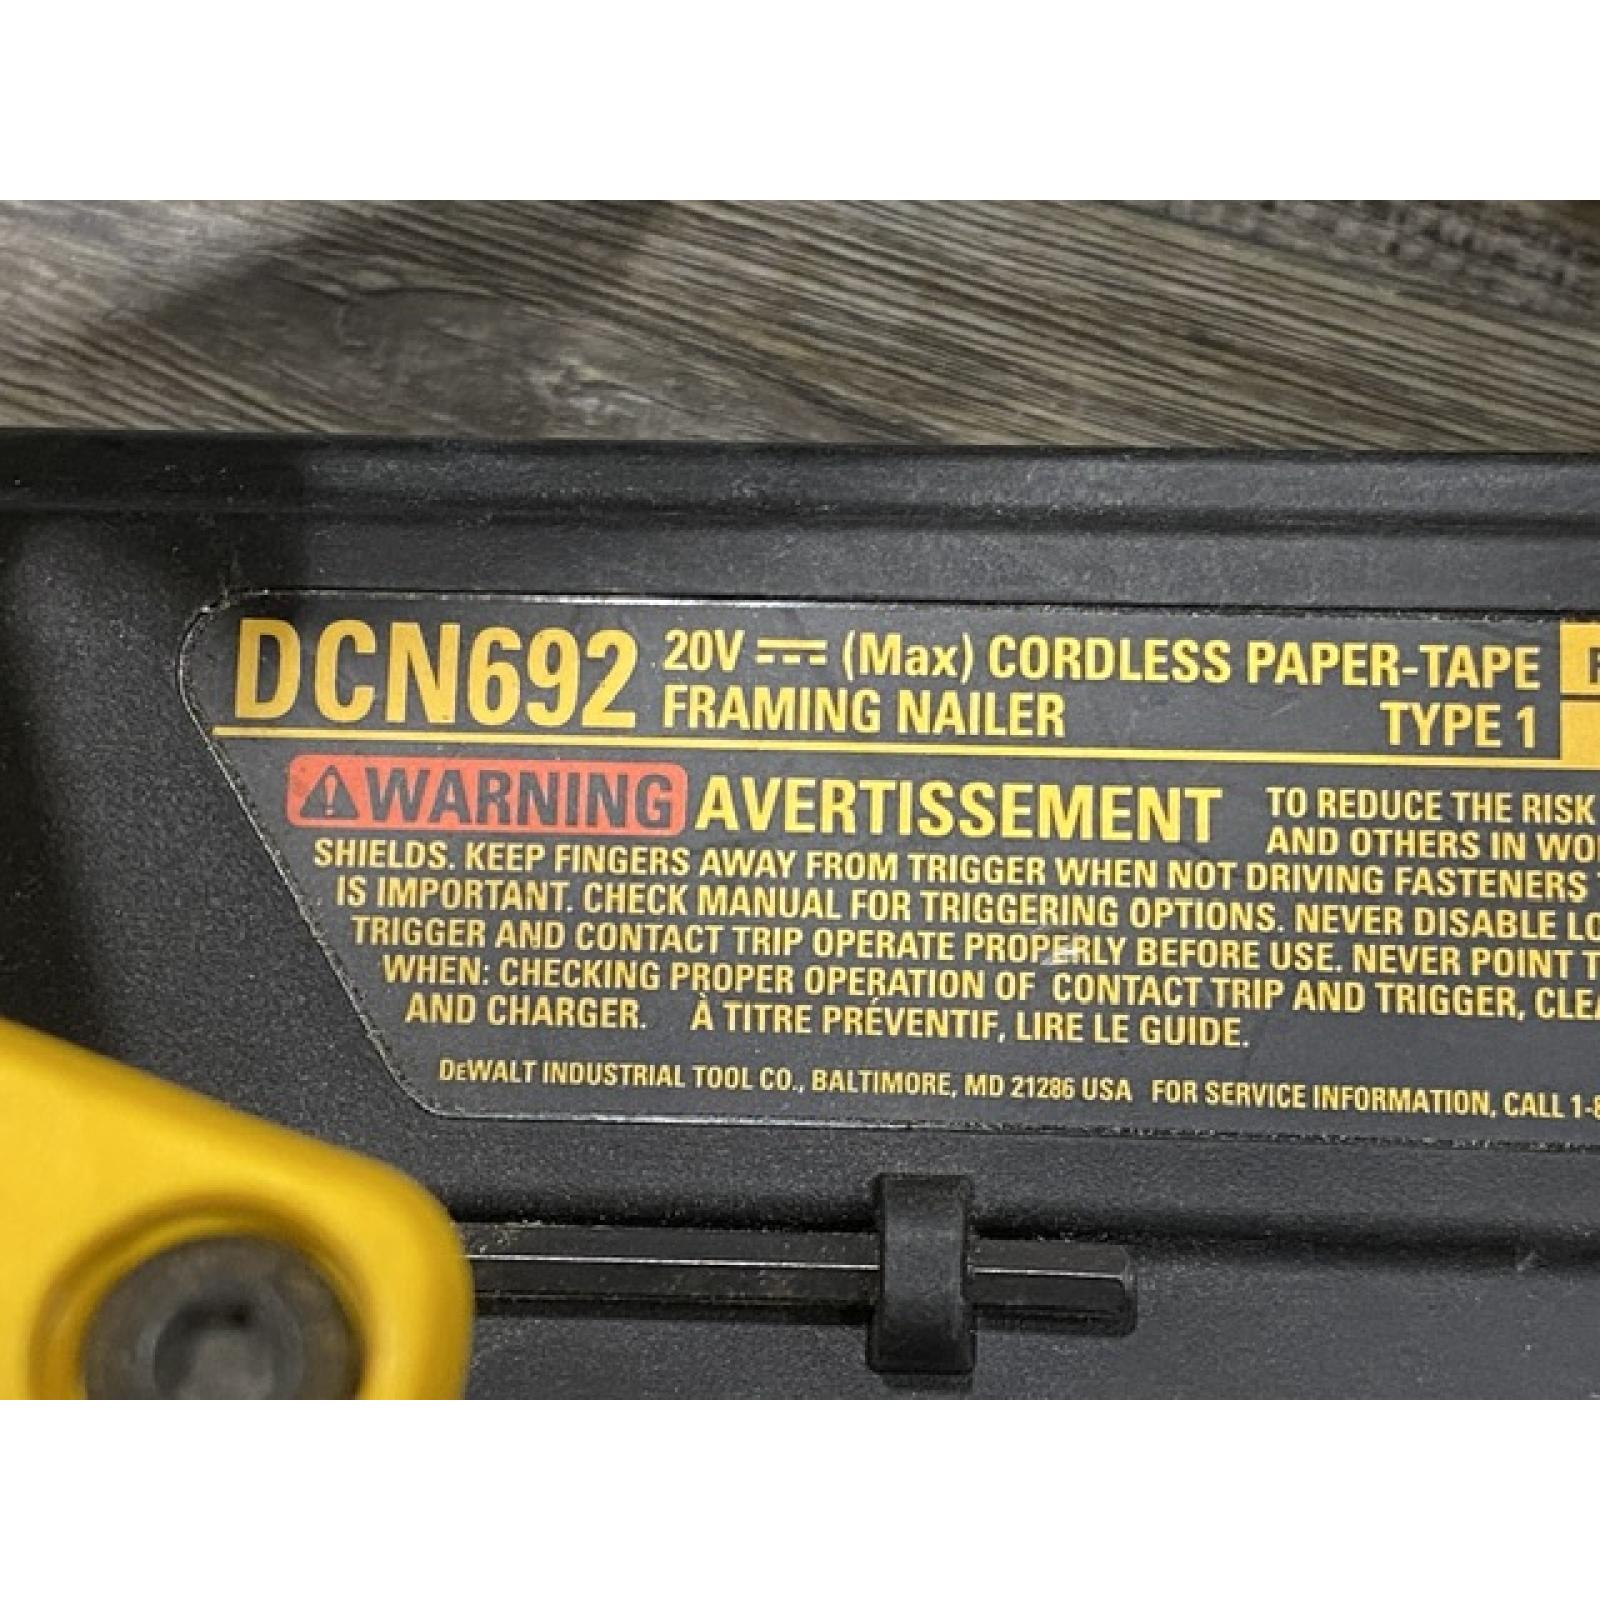 DCN692 20V (Max) CORDLESS PAPER-TAPE
FRAMING NAILER TYPE 1
WARNING AVERTISSEMENT TO REDUCE THE RISK
AND OTHERS IN
SHIELDS. KEEP FINGERS AWAY FROM TRIGGER WHEN NOT DRIVING FASTENERS
IS IMPORTANT. CHECK MANUAL FOR TRIGGERING OPTIONS. NEVER DISABLE
TRIGGER AND CONTACT TRIP OPERATE PROPERLY BEFORE USE. NEVER POINT
WHEN: CHECKING PROPER OPERATION OF CONTACT TRIP AND TRIGGER,
AND CHARGER. À TITRE PRÉVENTIF, LIRE LE GUIDE.
DeWALT INDUSTRIAL TOOL CO., BALTIMORE, MD 21286 USA FOR SERVICE INFORMATION, CALL